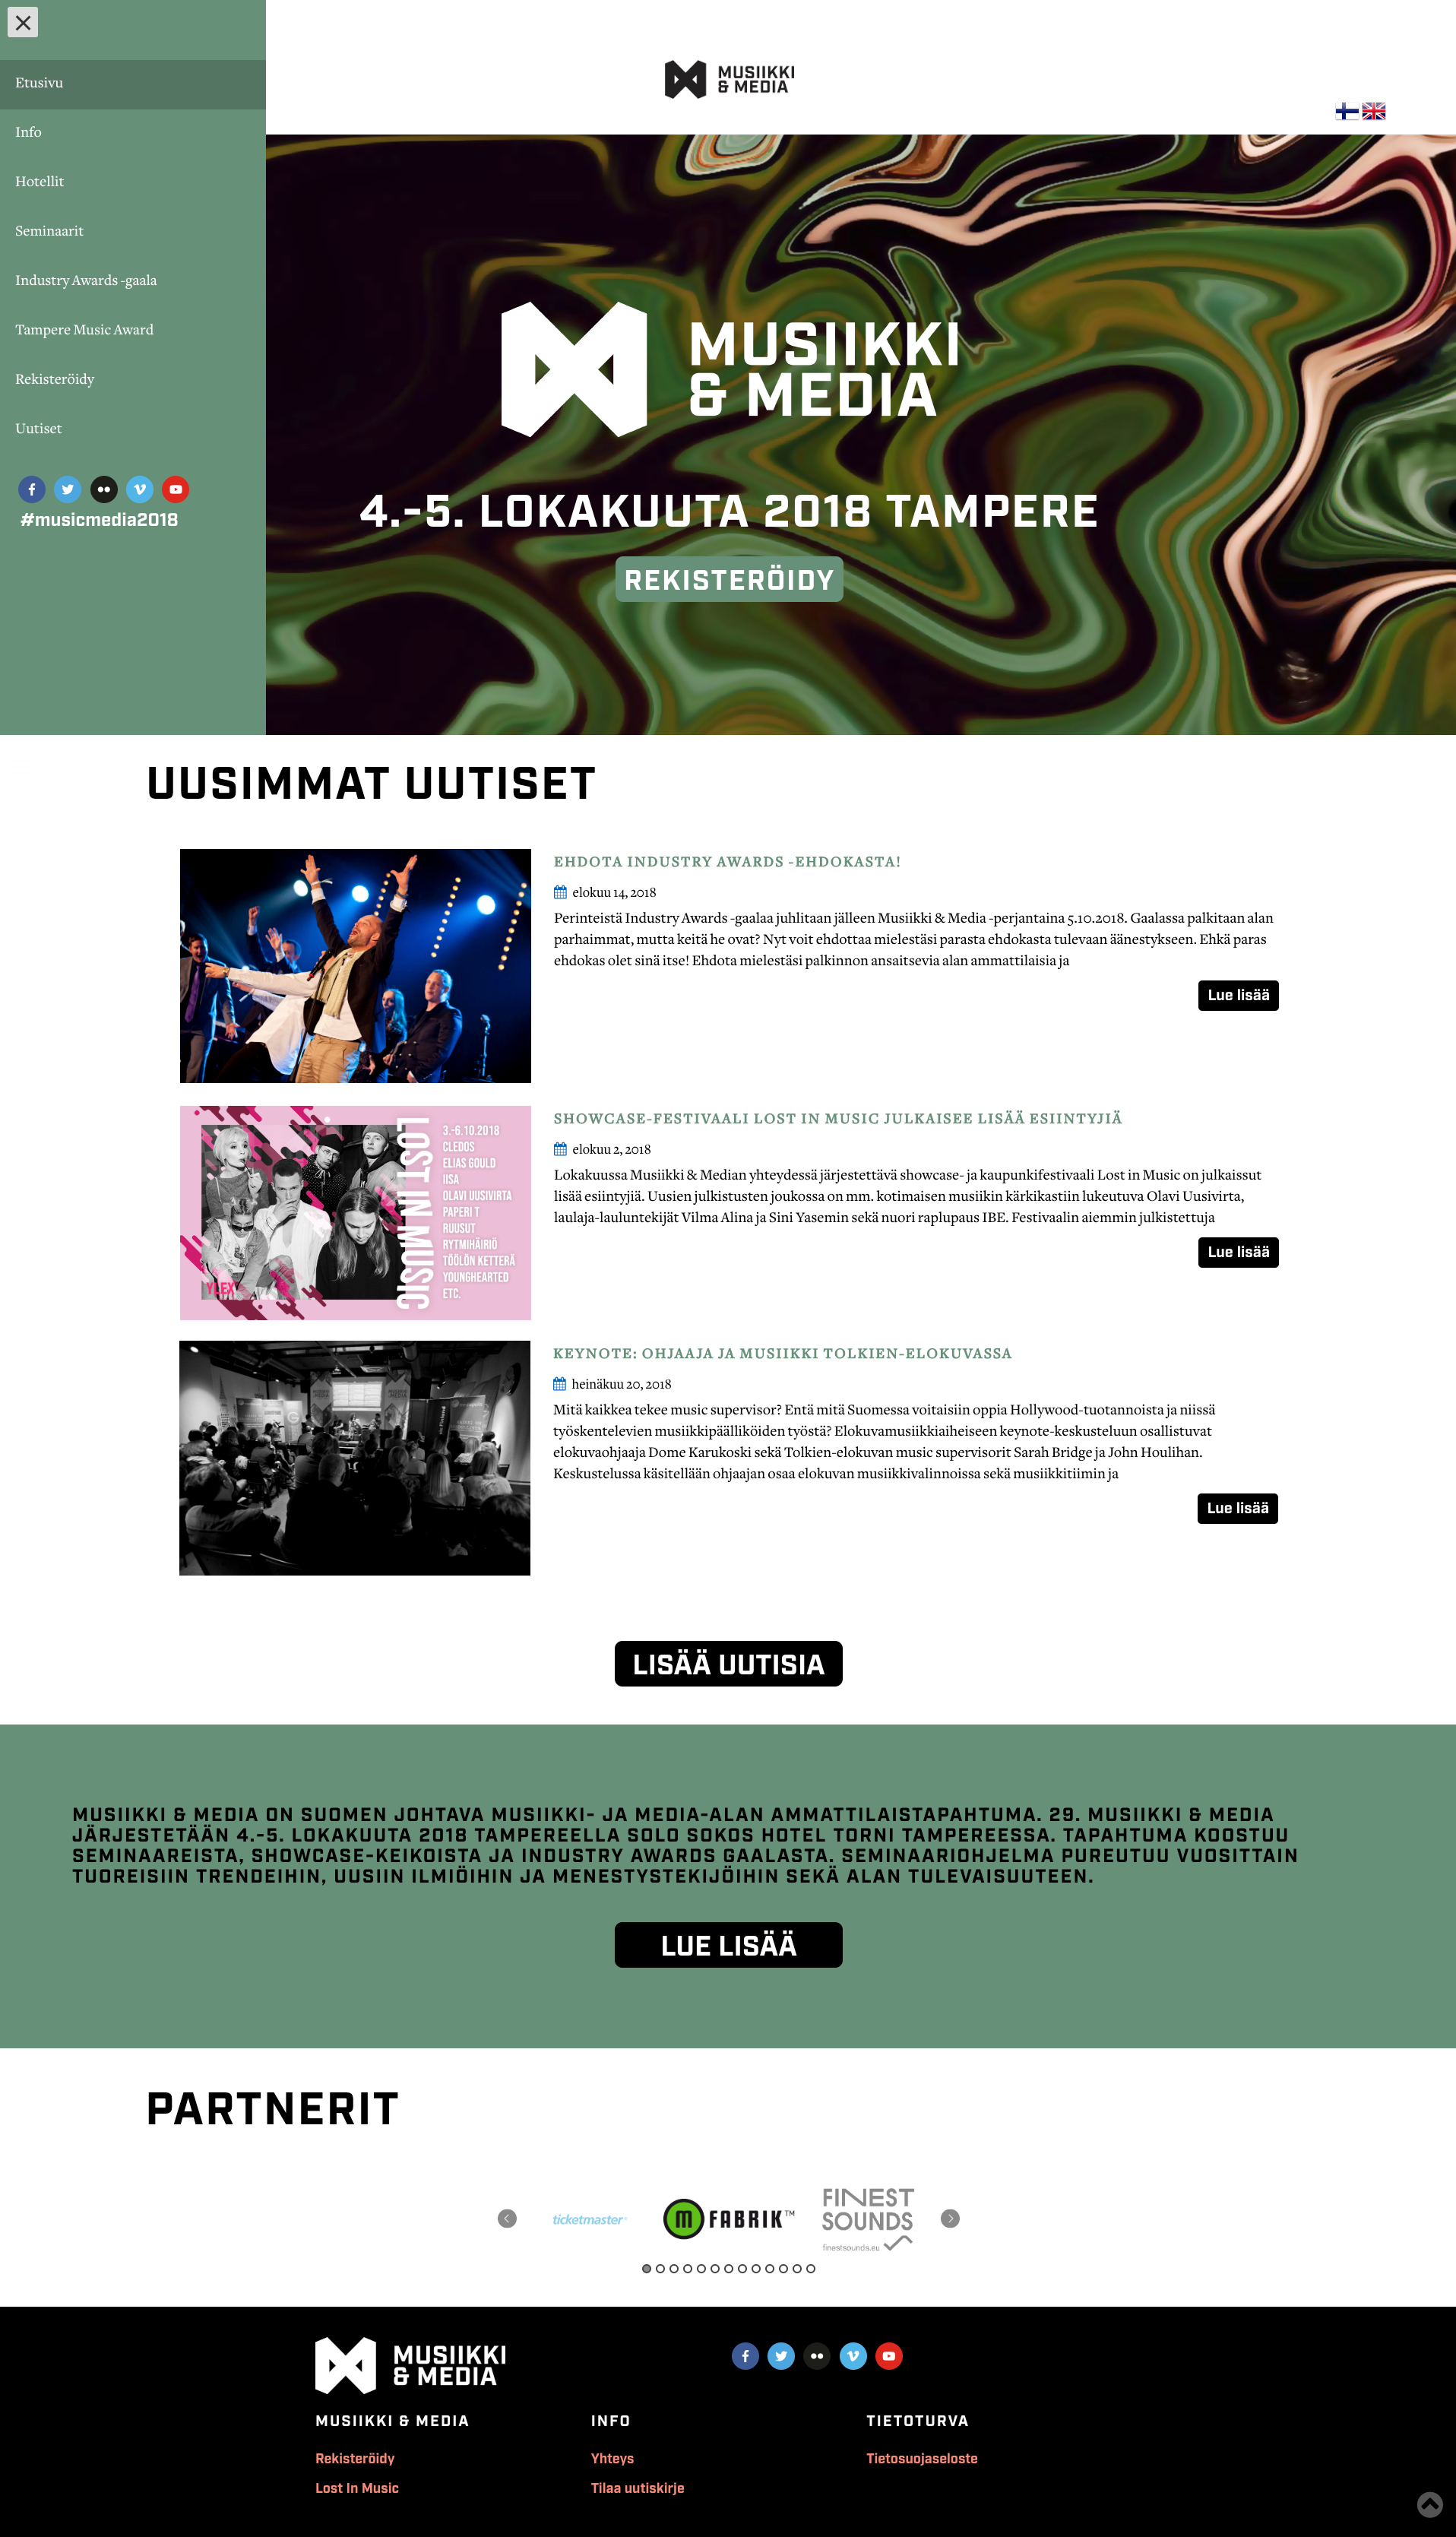 Etusivu
Info
Hotellit
Seminaarit
Industry Awards -gaala
Tampere Music Award
Rekisteröidy
Uutiset
#musicmedia2018
MUSIIKKI
& MEDIA
MUSIIKKI
& MEDIA
4.-5. LOKAKUUTA 2018 TAMPERE
REKISTERÖIDY
UUSIMMAT UUTISET
EHDOTA INDUSTRY AWARDS -EHDOKASTA!
elokuu 14, 2018
Perinteistä Industry Awards -gaalaa juhlitaan jälleen Musiikki & Media -perjantaina 5.10.2018. Gaalassa palkitaan alan
parhaimmat, mutta keitä he ovat? Nyt voit ehdottaa mielestäsi parasta ehdokasta tulevaan äänestykseen. Ehkä paras
ehdokas olet sinä itse! Ehdota mielestäsi palkinnon ansaitsevia alan ammattilaisia ja
Lue lisää
LOST IN MUSIC
3.-6.10.2018
CLEDOS
ELIAS GOULD
IISA
OLAVI UUSIVIRTA
PAPERI T
RUUSUT
RYTMIHÄIRIÖ
TÖÖLÖN KETTERÄ
YOUNGHEARTED
ETC.
YLEX
SHOWCASE-FESTIVAALI LOST IN MUSIC JULKAISEE LISÄÄ ESIINTYJIÄ
elokuu 2, 2018
Lokakuussa Musiikki & Median yhteydessä järjestettävä showcase- ja kaupunkifestivaali Lost in Music on julkaissut
lisää esiintyjiä. Uusien julkistusten joukossa on mm. kotimaisen musiikin kärkikastiin lukeutuva Olavi Uusivirta,
laulaja-lauluntekijät Vilma Alina ja Sini Yasemin sekä nuori raplupaus IBE. Festivaalin aiemmin julkistettuja
Lue lisää
KEYNOTE: OHJAAJA JA MUSIIKKI TOLKIEN-ELOKUVASSA
heinäkuu 20, 2018
Mitä kaikkea tekee music supervisor? Entä mitä Suomessa voitaisiin oppia Hollywood-tuotannoista ja niissä
työskentelevien musiikkipäälliköiden työstä? Elokuvamusiikkiaiheiseen keynote-keskusteluun osallistuvat
elokuvaohjaaja Dome Karukoski sekä Tolkien-elokuvan music supervisorit Sarah Bridge ja John Houlihan.
Keskustelussa käsitellään ohjaajan osaa elokuvan musiikkivalinnoissa sekä musiikkitiimin ja
Lue lisää
LISÄÄ UUTISIA
MUSIIKKI & MEDIA ON SUOMEN JOHTAVA MUSIIKKI- JA MEDIA-ALAN AMMATTILAISTAPAHTUMA. 29. MUSIIKKI & MEDIA
JÄRJESTETÄÄN 4.-5. LOKAKUUTA 2018 TAMPEREELLA SOLO SOKOS HOTEL TORNI TAMPEREESSA. TAPAHTUMA KOOSTUU
SEMINAAREISTA, SHOWCASE-KEIKOISTA JA INDUSTRY AWARDS GAALASTA. SEMINAARIOHJELMA PUREUTUU VUOSITTAIN
TUOREISIIN TRENDEIHIN, UUSIIN ILMIÖIHIN JA MENESTYSTEKIJÖIHIN SEKÄ ALAN TULEVAISUUTEEN.
LUE LISÄÄ
PARTNERIT
ticketmaster
M FABRIK™
FINEST
SOUNDS
finestsounds.eu
MUSIIKKI
& MEDIA
MUSIIKKI & MEDIA
Rekisteröidy
Lost In Music
INFO
Yhteys
Tilaa uutiskirje
TIETOTURVA
Tietosuojaseloste